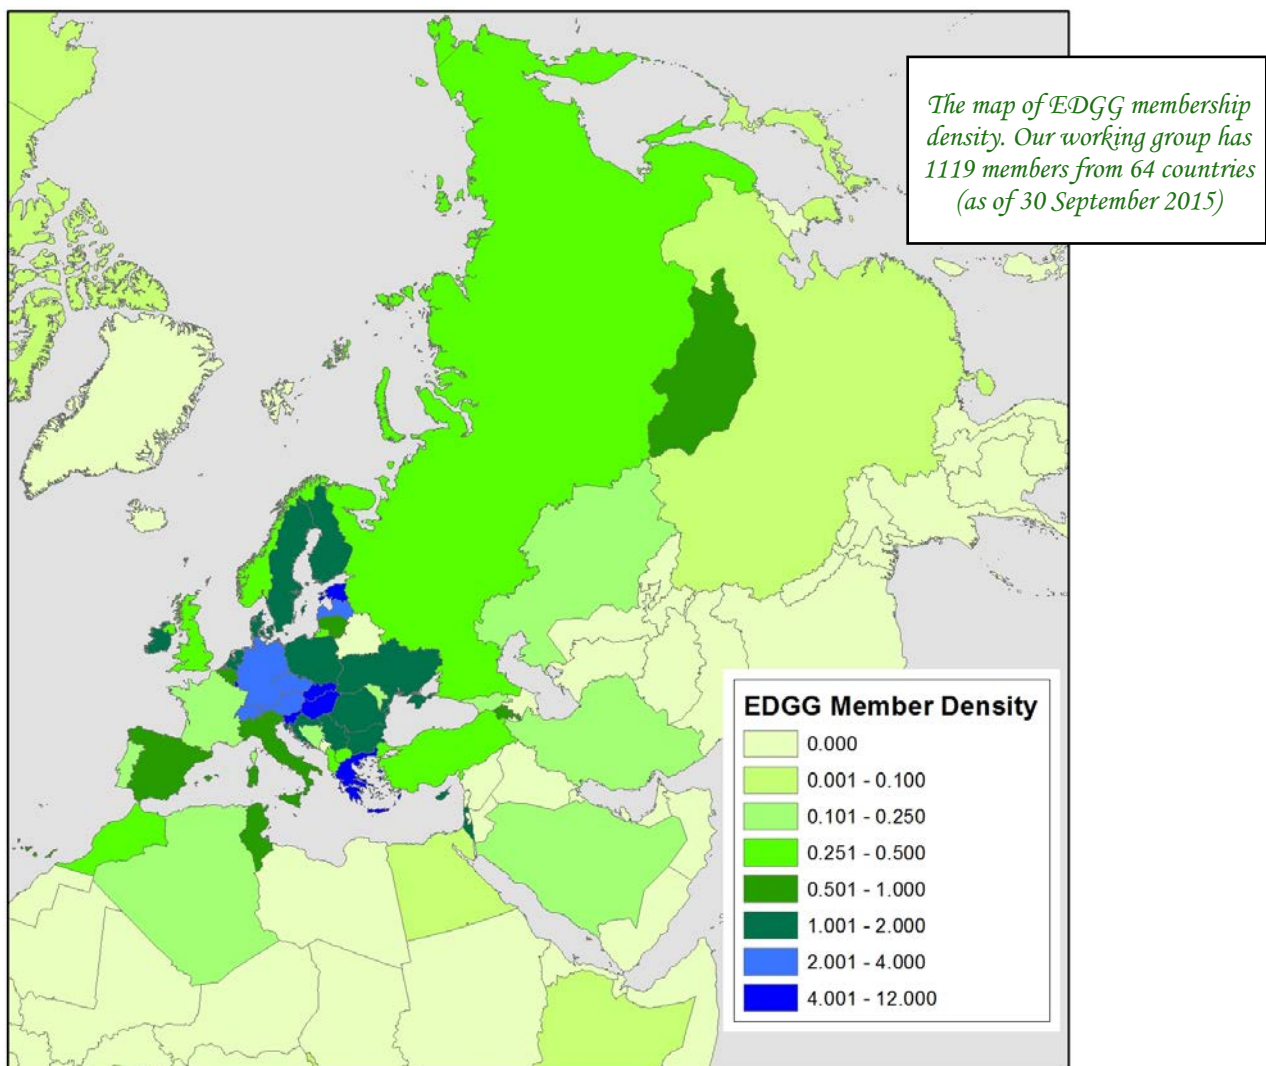 The map of EDGG membership
density. Our working group has
1119 members from 64 countries
(as of 30 September 2015)
EDGG Member Density
0.000
0.001 - 0.100
0.101 - 0.250
0.251 - 0.500
0.501 - 1.000
1.001 - 2.000
2.001 - 4.000
4.001 - 12.000